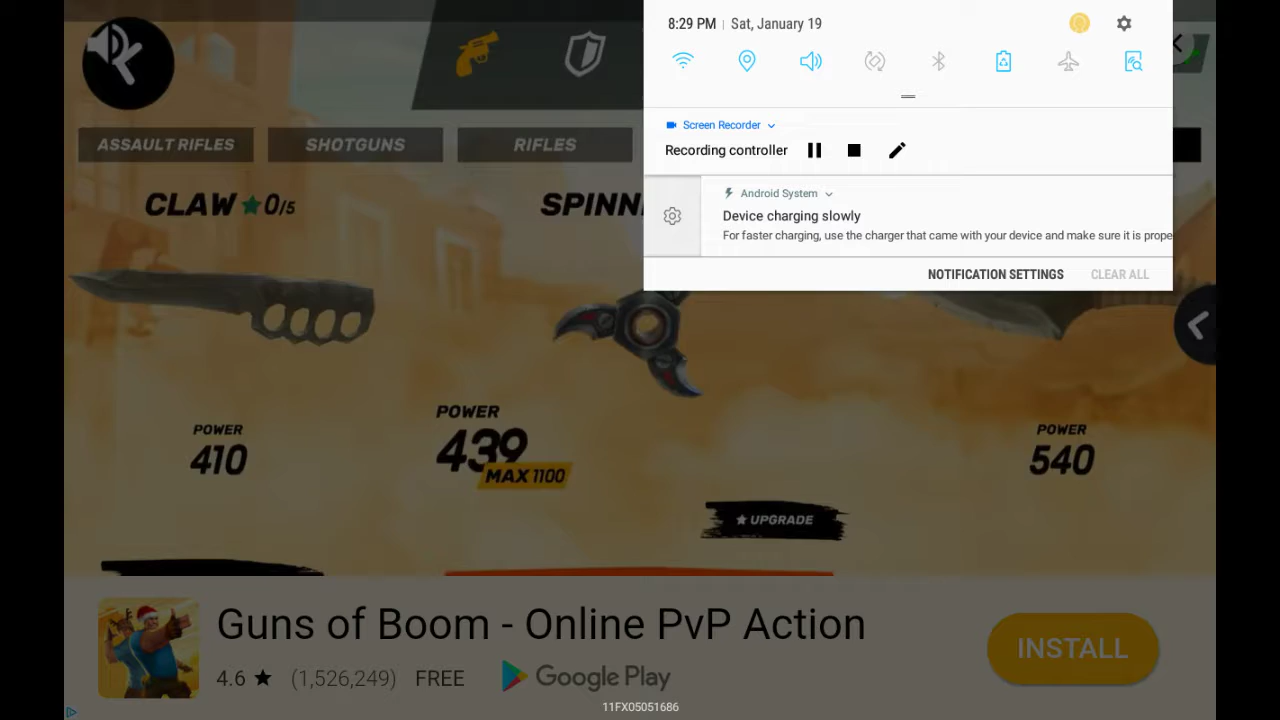 8:29 PM | Sat, January 19
ASSAULT RIFLES
SHOTGUNS
RIFLES
Screen Recorder
Recording controller
CLAW ★ 0/5
SPINN
Android System
Device charging slowly
For faster charging, use the charger that came with your device and make sure it is prope
NOTIFICATION SETTINGS
CLEAR ALL
POWER
410
POWER
439
MAX 1100
POWER
540
★ UPGRADE
Guns of Boom - Online PvP Action
4.6 ★ (1,526,249) FREE
Google Play
INSTALL
11FX05051686